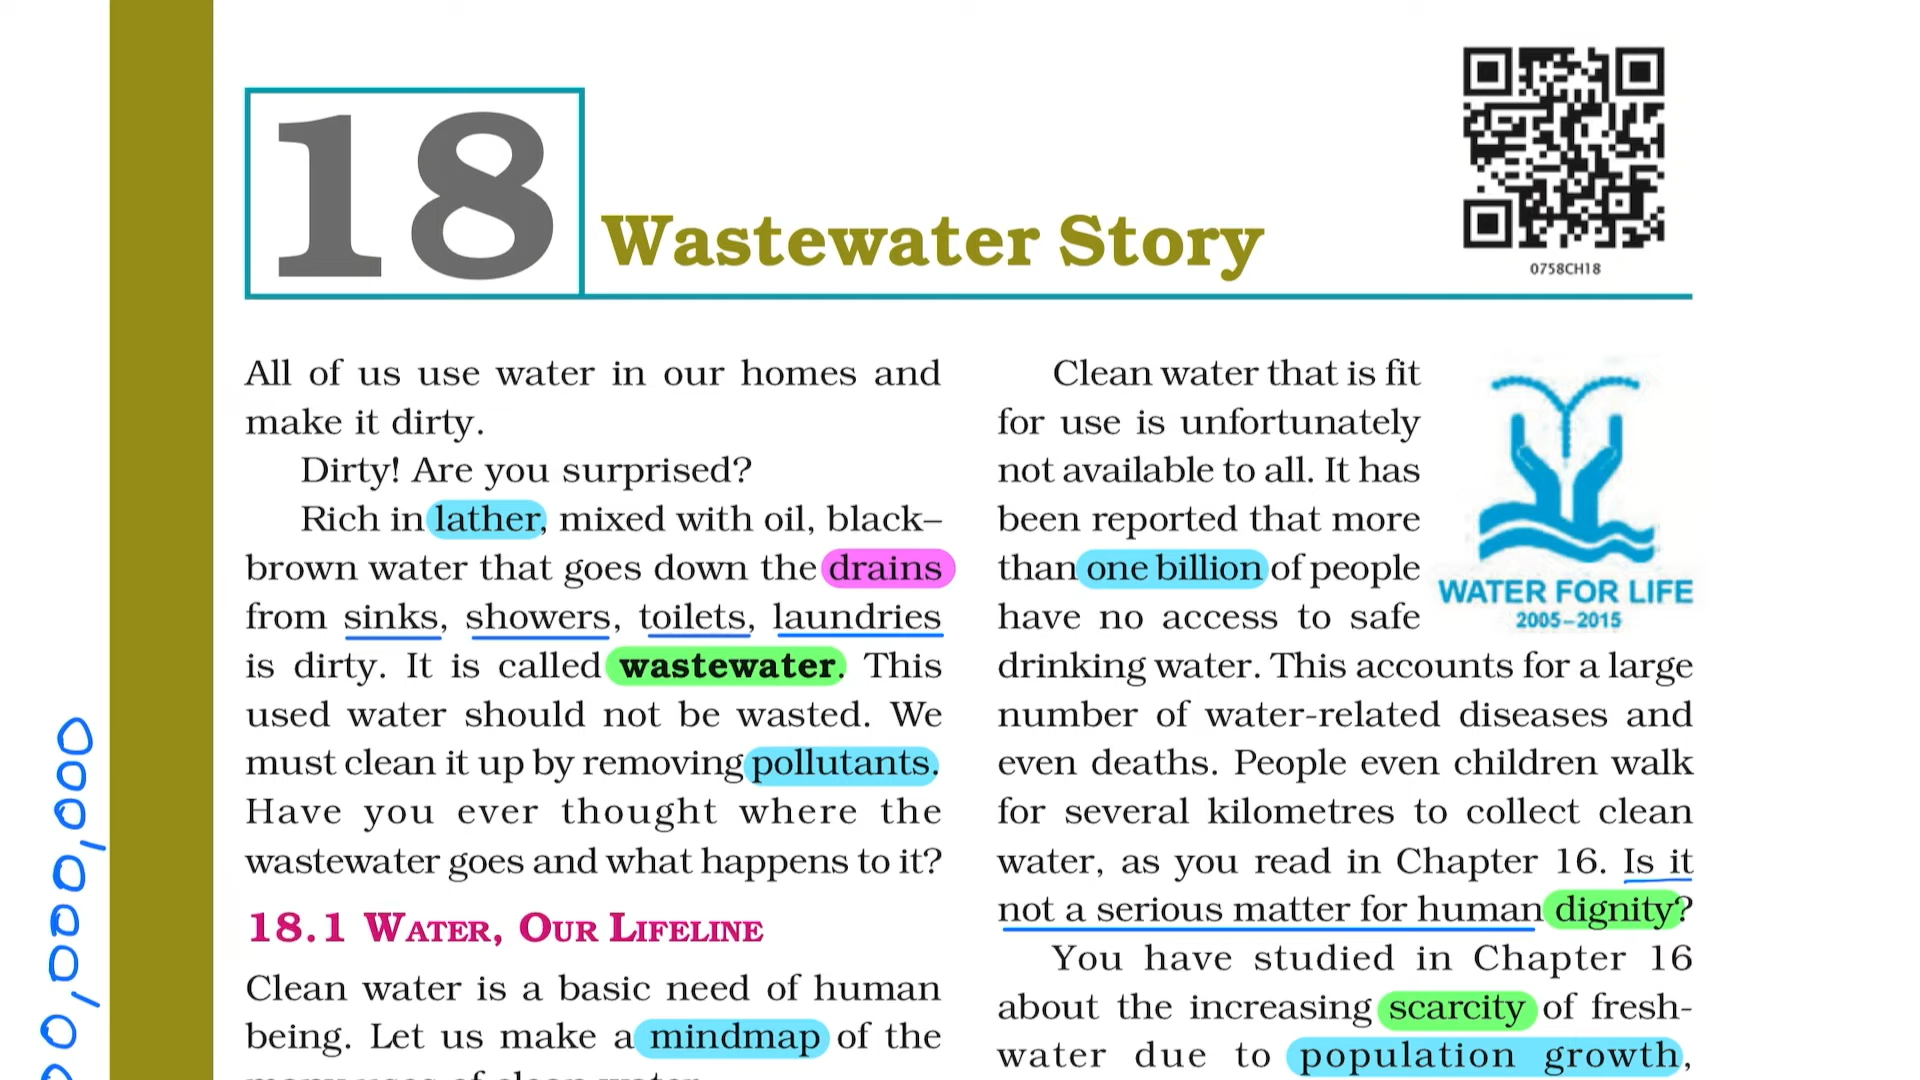 18
Wastewater Story
0758CH18
All of us use water in our homes and
make it dirty.
Dirty! Are you surprised?
Rich in lather, mixed with oil, black–
brown water that goes down the drains
from sinks, showers, toilets, laundries
is dirty. It is called wastewater. This
used water should not be wasted. We
must clean it up by removing pollutants.
Have you ever thought where the
wastewater goes and what happens to it?
18.1 WATER, OUR LIFELINE
Clean water is a basic need of human
being. Let us make a mindmap of the
Clean water that is fit
for use is unfortunately
not available to all. It has
been reported that more
than one billion of people
have no access to safe
drinking water. This accounts for a large
number of water-related diseases and
even deaths. People even children walk
for several kilometres to collect clean
water, as you read in Chapter 16. Is it
not a serious matter for human dignity?
You have studied in Chapter 16
about the increasing scarcity of fresh-
water due to population growth,
WATER FOR LIFE
2005–2015
00,000,000